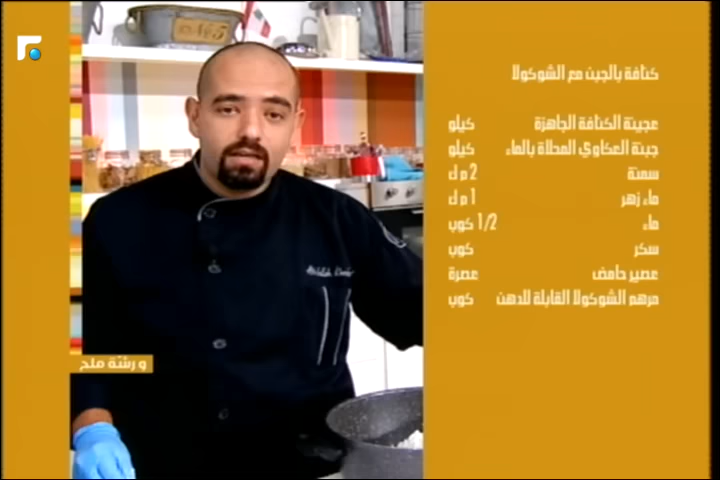 كنافة بالجبن مع الشوكولا
عجينة الكنافة الجاهزة كيلو
جبنة العكاوي المحلاة بالماء كيلو
سمنة 2 م ك
ماء زهر 1 م ك
ماء 1/2 كوب
سكر كوب
عصير حامض عصرة
مرهم الشوكولا القابلة للدهن كوب
ورشة ملح
Nº5